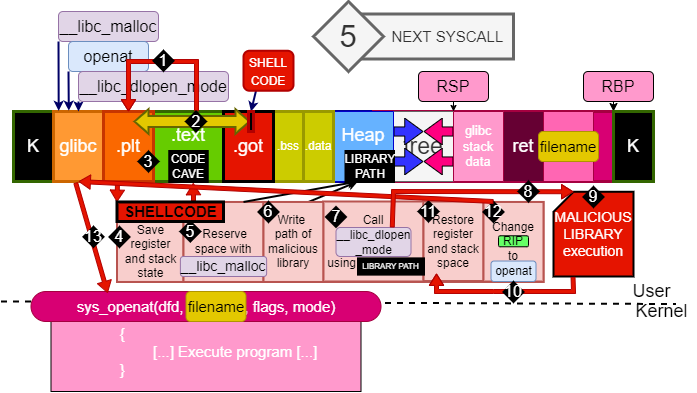 __libc_malloc
openat
__libc_dlopen_mode
5
NEXT SYSCALL
1
SHELL
CODE
RSP
RBP
K
glibc
.plt
.text
.got
.bss
.data
Heap
ree
glibc
stack
data
ret
filename
K
2
3
CODE
CAVE
LIBRARY
PATH
SHELLCODE
4
Save
register
and stack
state
5
Reserve
space with
__libc_malloc
6
Write
path of
malicious
library
7
Call
__libc_dlopen
_mode
using
LIBRARY PATH
11
Restore
register
and stack
space
12
Change
RIP
to
openat
8
9
MALICIOUS
LIBRARY
execution
10
13
User
Kernel
sys_openat(dfd, filename flags, mode)
{
[...] Execute program [...]
}